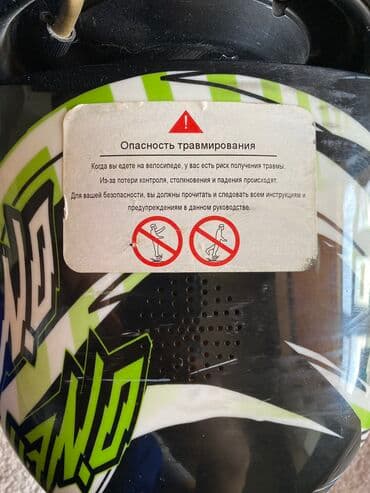 Опасность травмирования
Когда вы едете на велосипеде, у вас есть риск получения травмы.
Из-за потери контроля, столкновения и падения происходят.
Для вашей безопасности, вы должны прочитать и следовать всем инструкциям и
предупреждениям в данном руководстве.